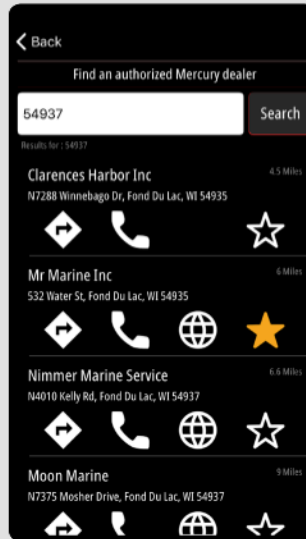 Back
Find an authorized Mercury dealer
54937
Search
Results for : 54937
Clarences Harbor Inc
4.5 Miles
N7288 Winnebago Dr, Fond Du Lac, WI 54935
Mr Marine Inc
6 Miles
532 Water St, Fond Du Lac, WI 54935
Nimmer Marine Service
6.6 Miles
N4010 Kelly Rd, Fond Du Lac, WI 54937
Moon Marine
9 Miles
N7375 Mosher Drive, Fond Du Lac, WI 54937